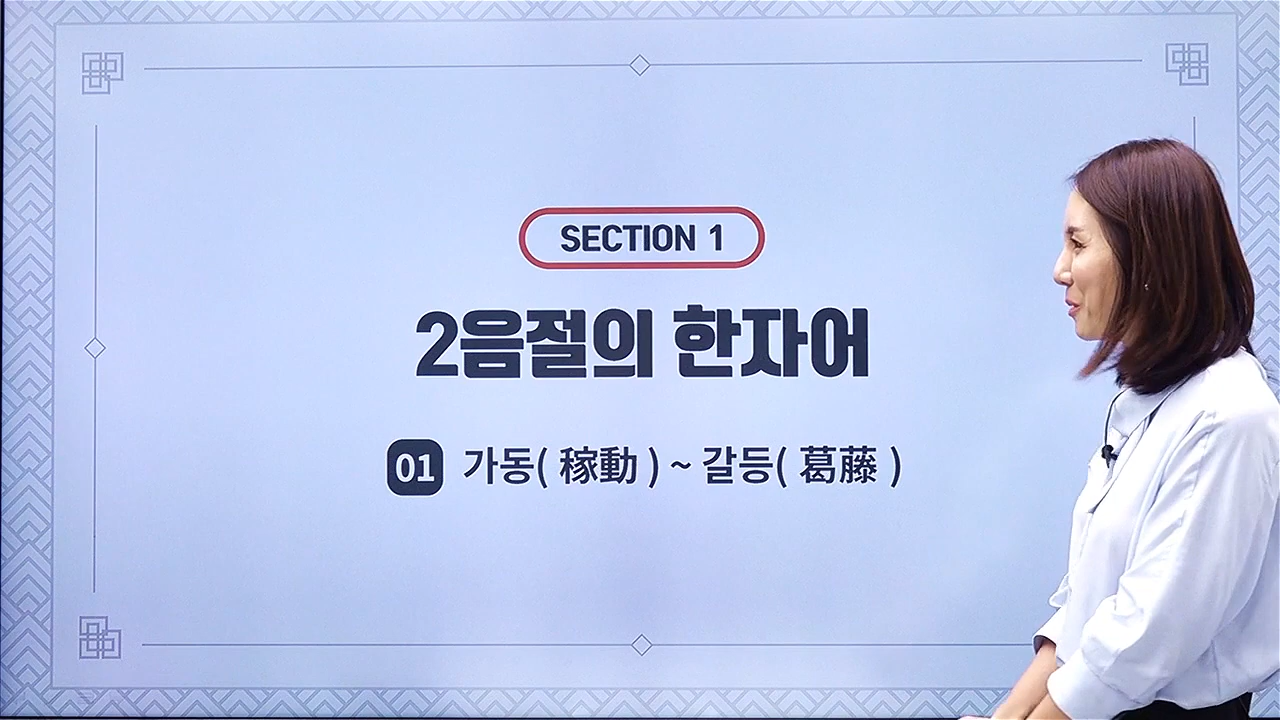 SECTION 1
2음절의 한자어
01 가동( 稼動 ) ~ 갈등( 葛藤 )